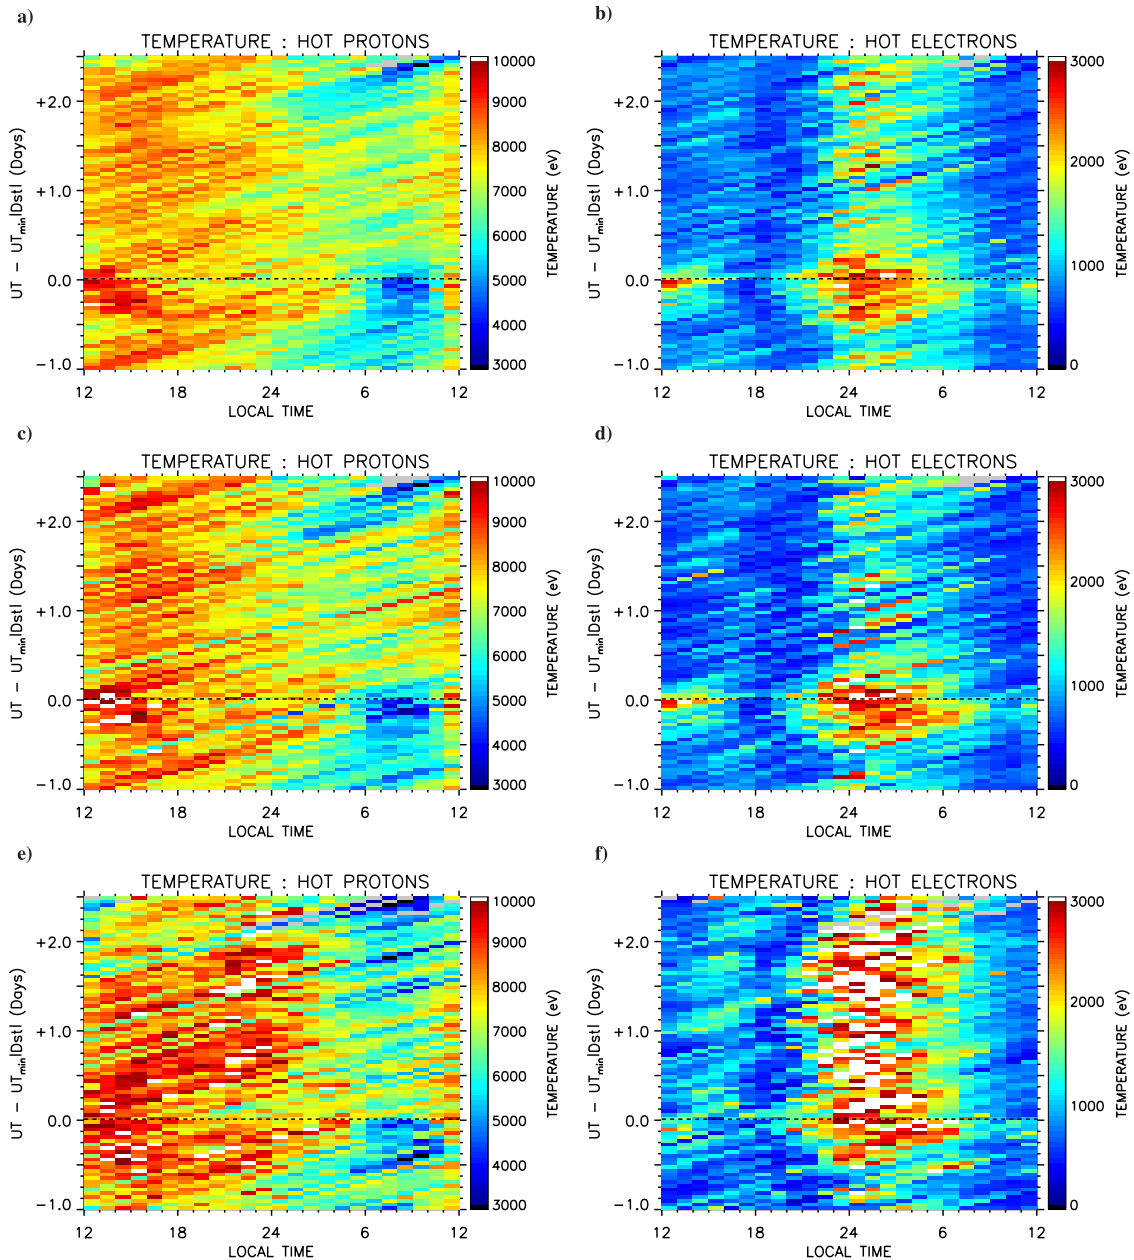 a)
TEMPERATURE : HOT PROTONS
UT − UTmin|Dst| (Days)
+2.0
+1.0
0.0
−1.0
12 18 24 6 12
LOCAL TIME
10000
9000
8000
7000
6000
5000
4000
3000
TEMPERATURE (eV)
b)
TEMPERATURE : HOT ELECTRONS
UT − UTmin|Dst| (Days)
+2.0
+1.0
0.0
−1.0
12 18 24 6 12
LOCAL TIME
3000
2000
1000
0
TEMPERATURE (eV)
c)
TEMPERATURE : HOT PROTONS
UT − UTmin|Dst| (Days)
+2.0
+1.0
0.0
−1.0
12 18 24 6 12
LOCAL TIME
10000
9000
8000
7000
6000
5000
4000
3000
TEMPERATURE (eV)
d)
TEMPERATURE : HOT ELECTRONS
UT − UTmin|Dst| (Days)
+2.0
+1.0
0.0
−1.0
12 18 24 6 12
LOCAL TIME
3000
2000
1000
0
TEMPERATURE (eV)
e)
TEMPERATURE : HOT PROTONS
UT − UTmin|Dst| (Days)
+2.0
+1.0
0.0
−1.0
12 18 24 6 12
LOCAL TIME
10000
9000
8000
7000
6000
5000
4000
3000
TEMPERATURE (eV)
f)
TEMPERATURE : HOT ELECTRONS
UT − UTmin|Dst| (Days)
+2.0
+1.0
0.0
−1.0
12 18 24 6 12
LOCAL TIME
3000
2000
1000
0
TEMPERATURE (eV)